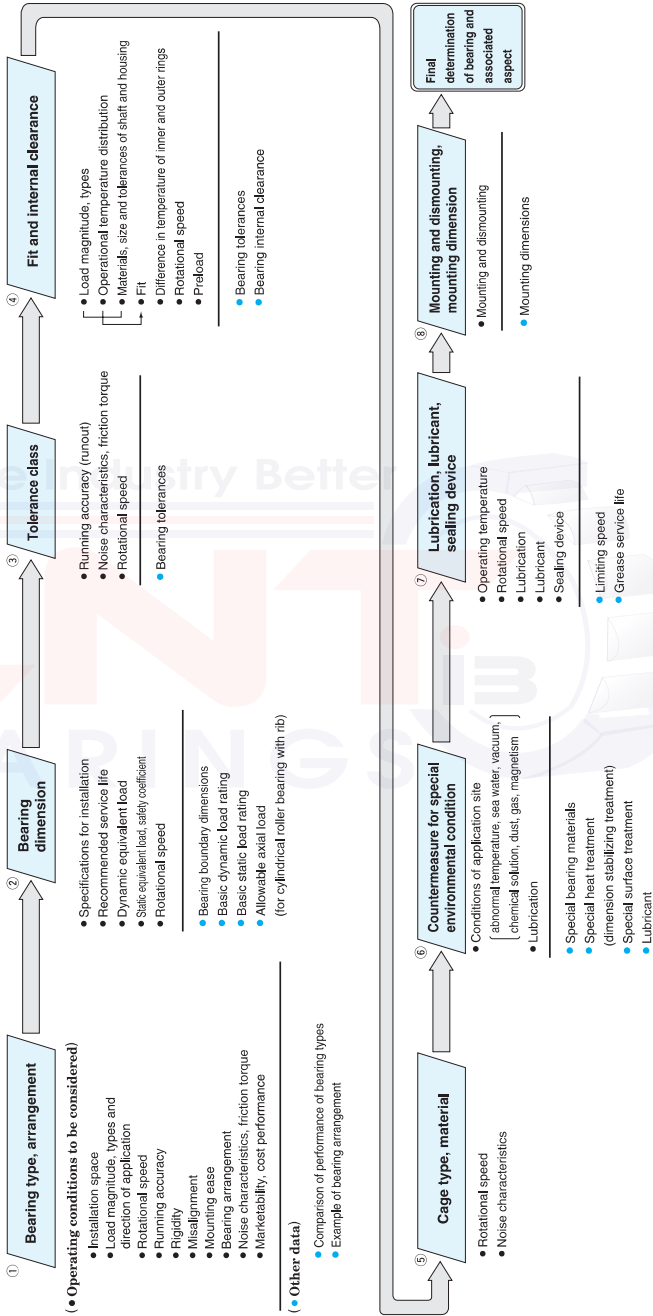 ① Bearing type, arrangement
( ● Operating conditions to be considered)
● Installation space
● Load magnitude, types and
direction of application
● Rotational speed
● Running accuracy
● Rigidity
● Misalignment
● Mounting ease
● Bearing arrangement
● Noise characteristics, friction torque
● Marketability, cost performance
( ● Other data)
● Comparison of performance of bearing types
● Example of bearing arrangement
② Bearing
dimension
● Specifications for installation
● Recommended service life
● Dynamic equivalent load
● Static equivalent load, safety coefficient
● Rotational speed
● Bearing boundary dimensions
● Basic dynamic load rating
● Basic static load rating
● Allowable axial load
(for cylindrical roller bearing with rib)
③ Tolerance class
● Running accuracy (runout)
● Noise characteristics, friction torque
● Rotational speed
● Bearing tolerances
④ Fit and internal clearance
● Load magnitude, types
● Operational temperature distribution
● Materials, size and tolerances of shaft and housing
● Fit
● Difference in temperature of inner and outer rings
● Rotational speed
● Preload
● Bearing tolerances
● Bearing internal clearance
⑤ Cage type, material
● Rotational speed
● Noise characteristics
⑥ Countermeasure for special
environmental condition
● Conditions of application site
abnormal temperature, sea water, vacuum,
chemical solution, dust, gas, magnetism
● Lubrication
● Special bearing materials
● Special heat treatment
(dimension stabilizing treatment)
● Special surface treatment
● Lubricant
⑦ Lubrication, lubricant,
sealing device
● Operating temperature
● Rotational speed
● Lubrication
● Lubricant
● Sealing device
● Limiting speed
● Grease service life
⑧ Mounting and dismounting,
mounting dimension
● Mounting and dismounting
● Mounting dimensions
Final
determination
of bearing and
associated
aspect
Industry Better